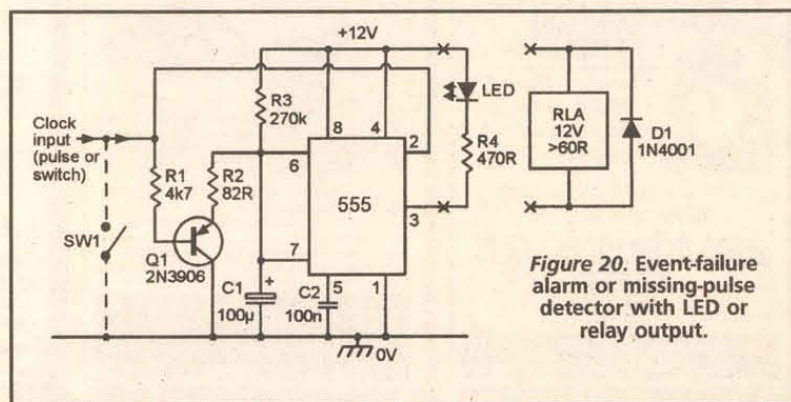 +12V
Clock
input
(pulse or
switch)
SW1
R1
4k7
Q1
2N3906
R2
82R
R3
270k
C1
+
100µ
C2
100n
555
8
4
2
6
3
7
5
1
0V
LED
R4
470R
RLA
12V
>60R
D1
1N4001
Figure 20. Event-failure
alarm or missing-pulse
detector with LED or
relay output.